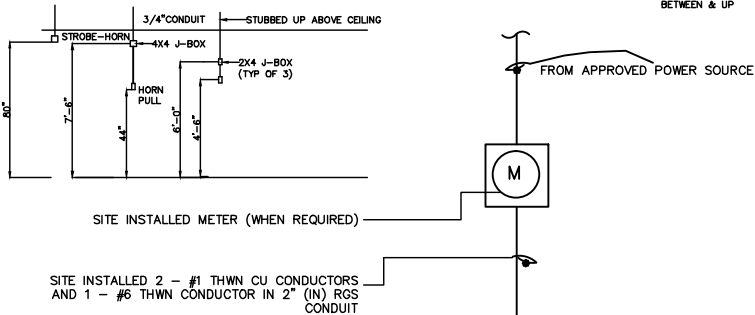 BETWEEN & UP
3/4"CONDUIT
STUBBED UP ABOVE CEILING
STROBE-HORN
4X4 J-BOX
2X4 J-BOX
(TYP OF 3)
HORN
PULL
80"
7'-6"
44"
6'-0"
4'-6"
FROM APPROVED POWER SOURCE
M
SITE INSTALLED METER (WHEN REQUIRED)
SITE INSTALLED 2 - #1 THWN CU CONDUCTORS
AND 1 - #6 THWN CONDUCTOR IN 2" (IN) RGS
CONDUIT